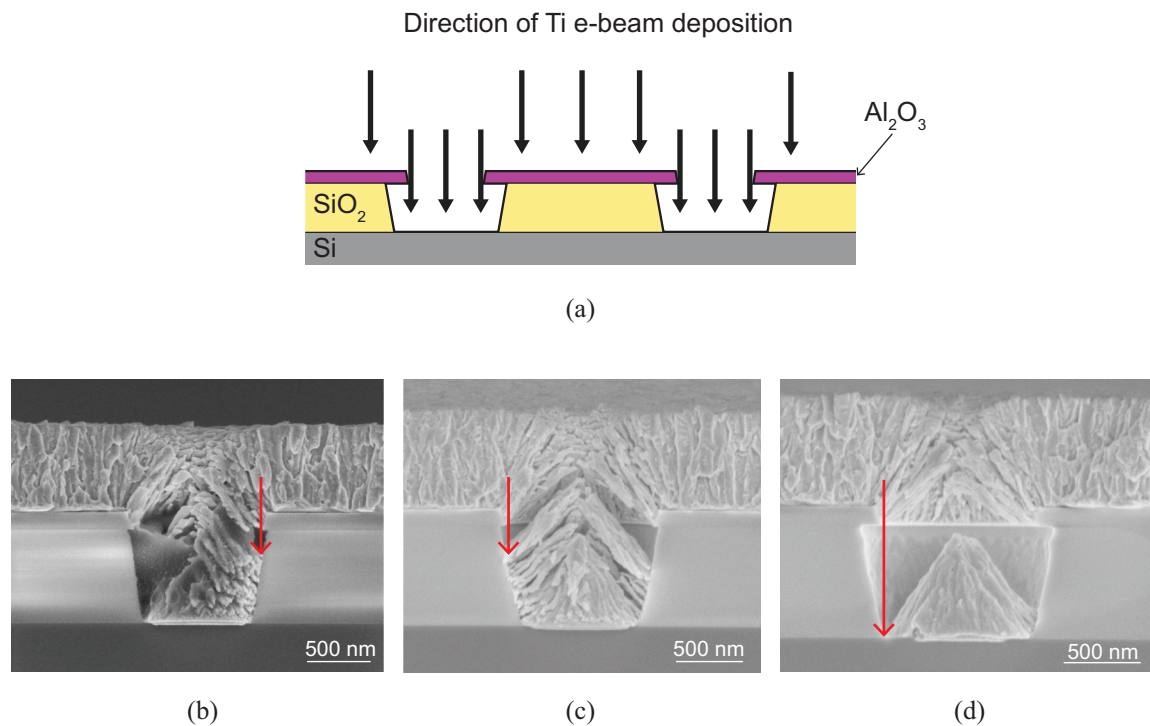 Direction of Ti e-beam deposition
Al₂O₃
SiO₂
Si
(a)
500 nm
500 nm
500 nm
(b)
(c)
(d)